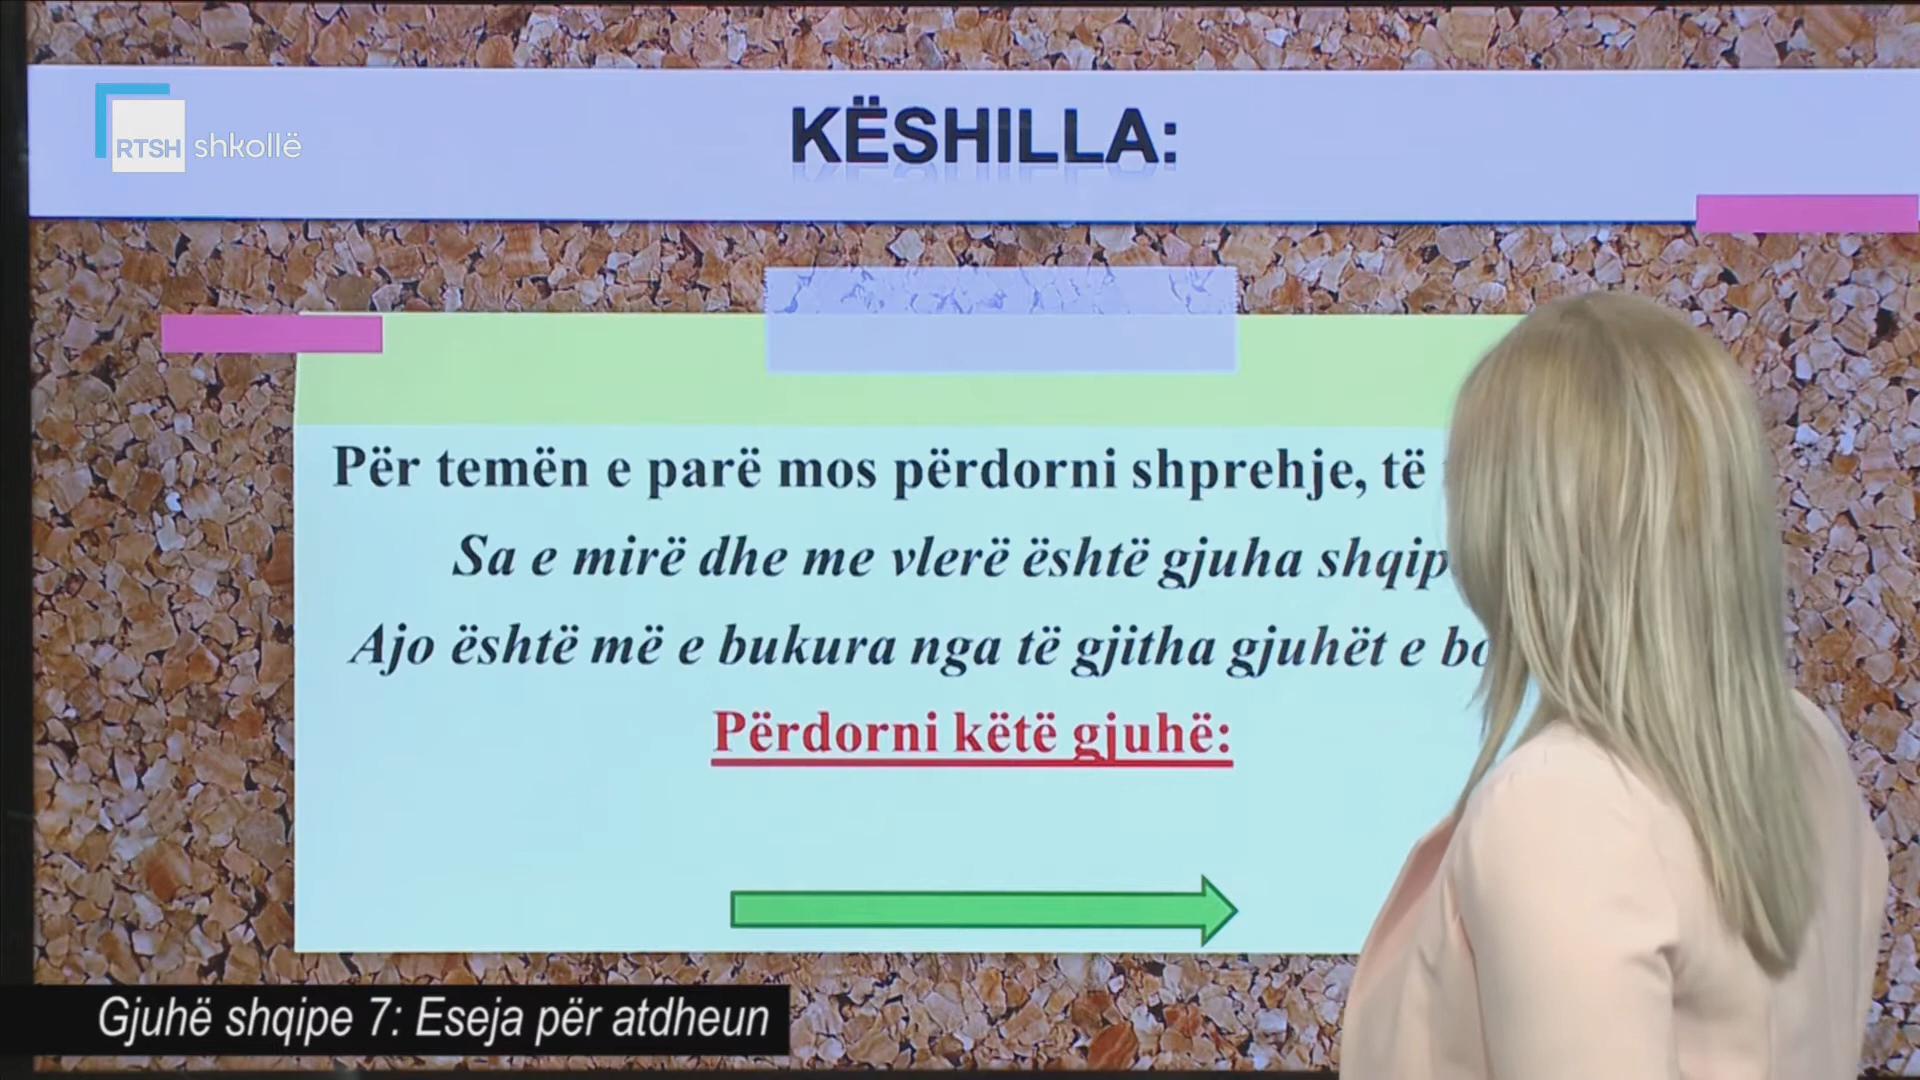 KËSHILLA:
RTSH shkollë
Për temën e parë mos përdorni shprehje, të
Sa e mirë dhe me vlerë është gjuha
Ajo është më e bukura nga të gjitha gjuhët e
Përdorni këtë gjuhë:
Gjuhë shqipe 7: Eseja për atdheun